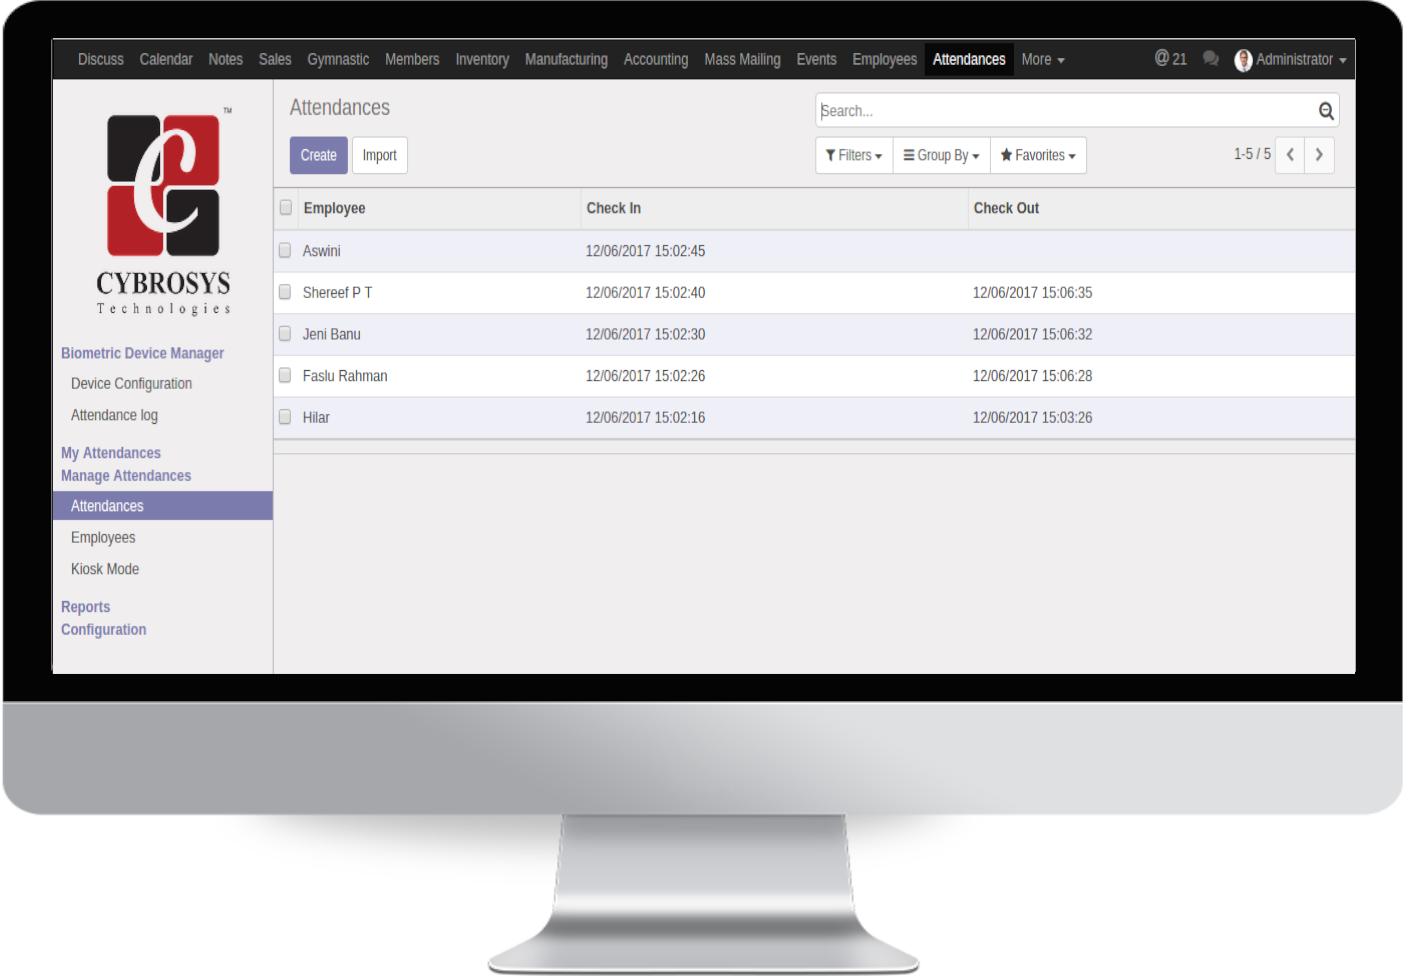 Discuss Calendar Notes Sales Gymnastic Members Inventory Manufacturing Accounting Mass Mailing Events Employees Attendances More @ 21 Administrator
TM
CYBROSYS
Technologies
Biometric Device Manager
Device Configuration
Attendance log
My Attendances
Manage Attendances
Attendances
Employees
Kiosk Mode
Reports
Configuration
Attendances
Search...
Create Import
Filters Group By Favorites 1-5 / 5
Employee Check In Check Out
Aswini 12/06/2017 15:02:45
Shereef P T 12/06/2017 15:02:40 12/06/2017 15:06:35
Jeni Banu 12/06/2017 15:02:30 12/06/2017 15:06:32
Faslu Rahman 12/06/2017 15:02:26 12/06/2017 15:06:28
Hilar 12/06/2017 15:02:16 12/06/2017 15:03:26